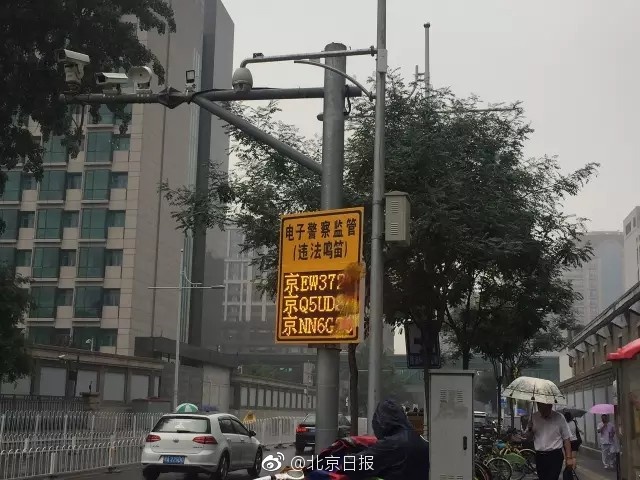 电子警察监管
(违法鸣笛)
京EW372
京Q5UD
京NN6G
@北京日报